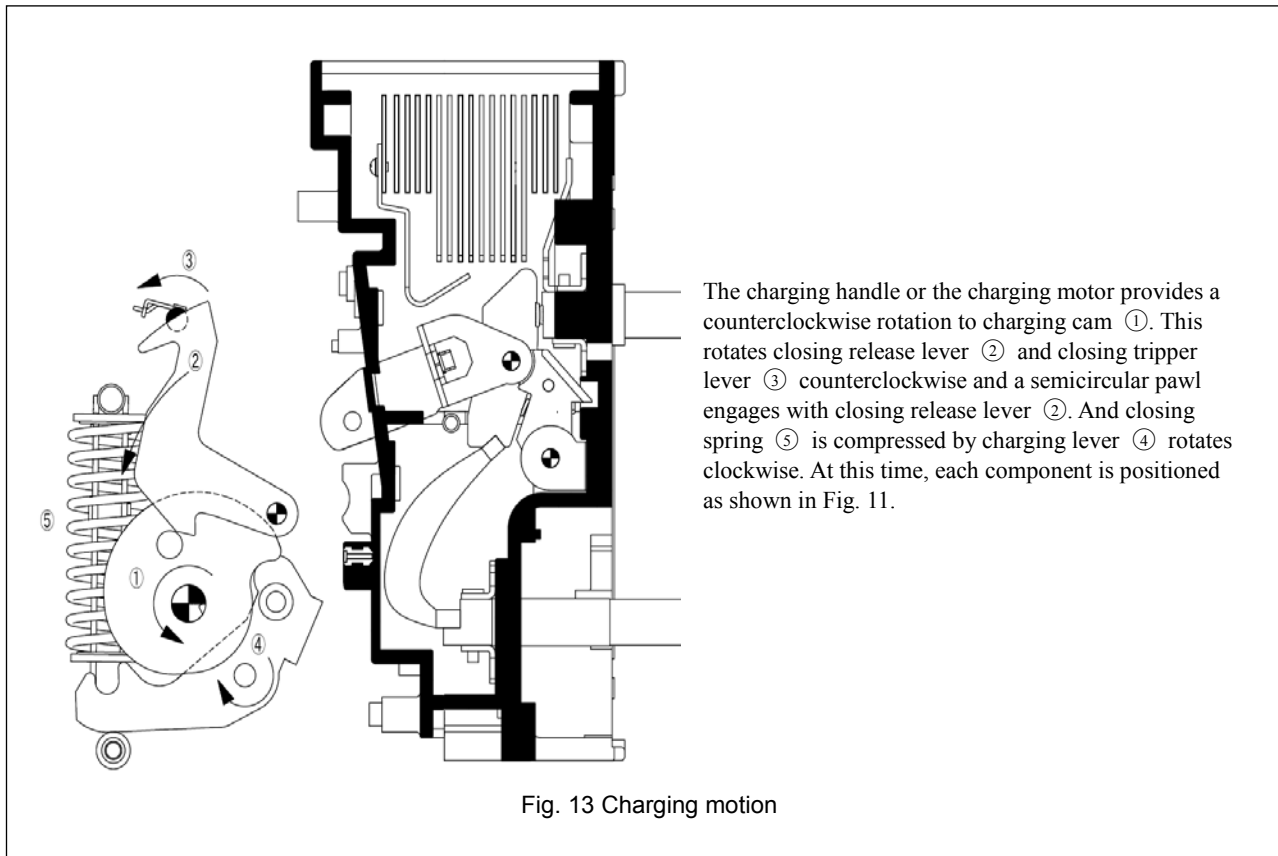 ③
②
⑤
①
④
The charging handle or the charging motor provides a
counterclockwise rotation to charging cam ①. This
rotates closing release lever ② and closing tripper
lever ③ counterclockwise and a semicircular pawl
engages with closing release lever ②. And closing
spring ⑤ is compressed by charging lever ④ rotates
clockwise. At this time, each component is positioned
as shown in Fig. 11.
Fig. 13 Charging motion